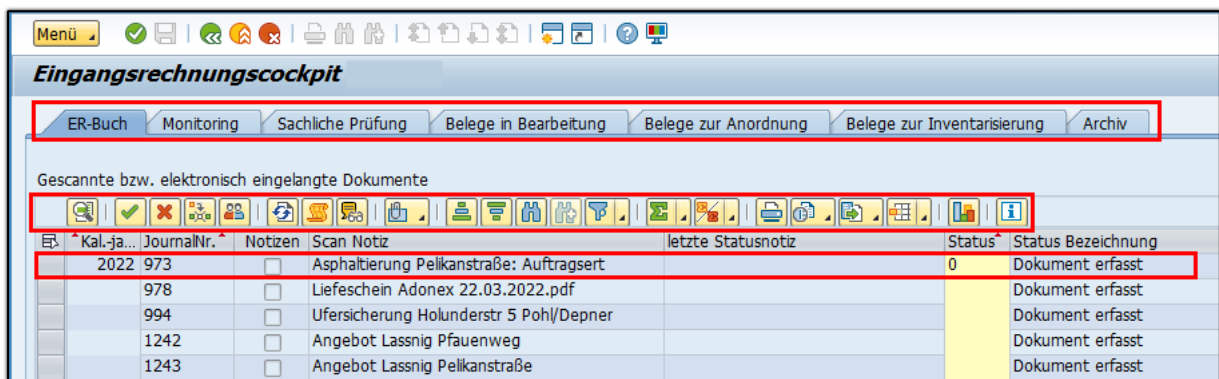 Menü
Eingangsrechnungscockpit
ER-Buch Monitoring Sachliche Prüfung Belege in Bearbeitung Belege zur Anordnung Belege zur Inventarisierung Archiv
Gescannte bzw. elektronisch eingelangte Dokumente
Kal.-ja... JournalNr. Notizen Scan Notiz letzte Statusnotiz Status Status Bezeichnung
2022 973 Asphaltierung Pelikanstraße: Auftragsert 0 Dokument erfasst
978 Liefeschein Adonex 22.03.2022.pdf Dokument erfasst
994 Ufersicherung Holunderstr 5 Pohl/Depner Dokument erfasst
1242 Angebot Lassnig Pfauenweg Dokument erfasst
1243 Angebot Lassnig Pelikanstraße Dokument erfasst